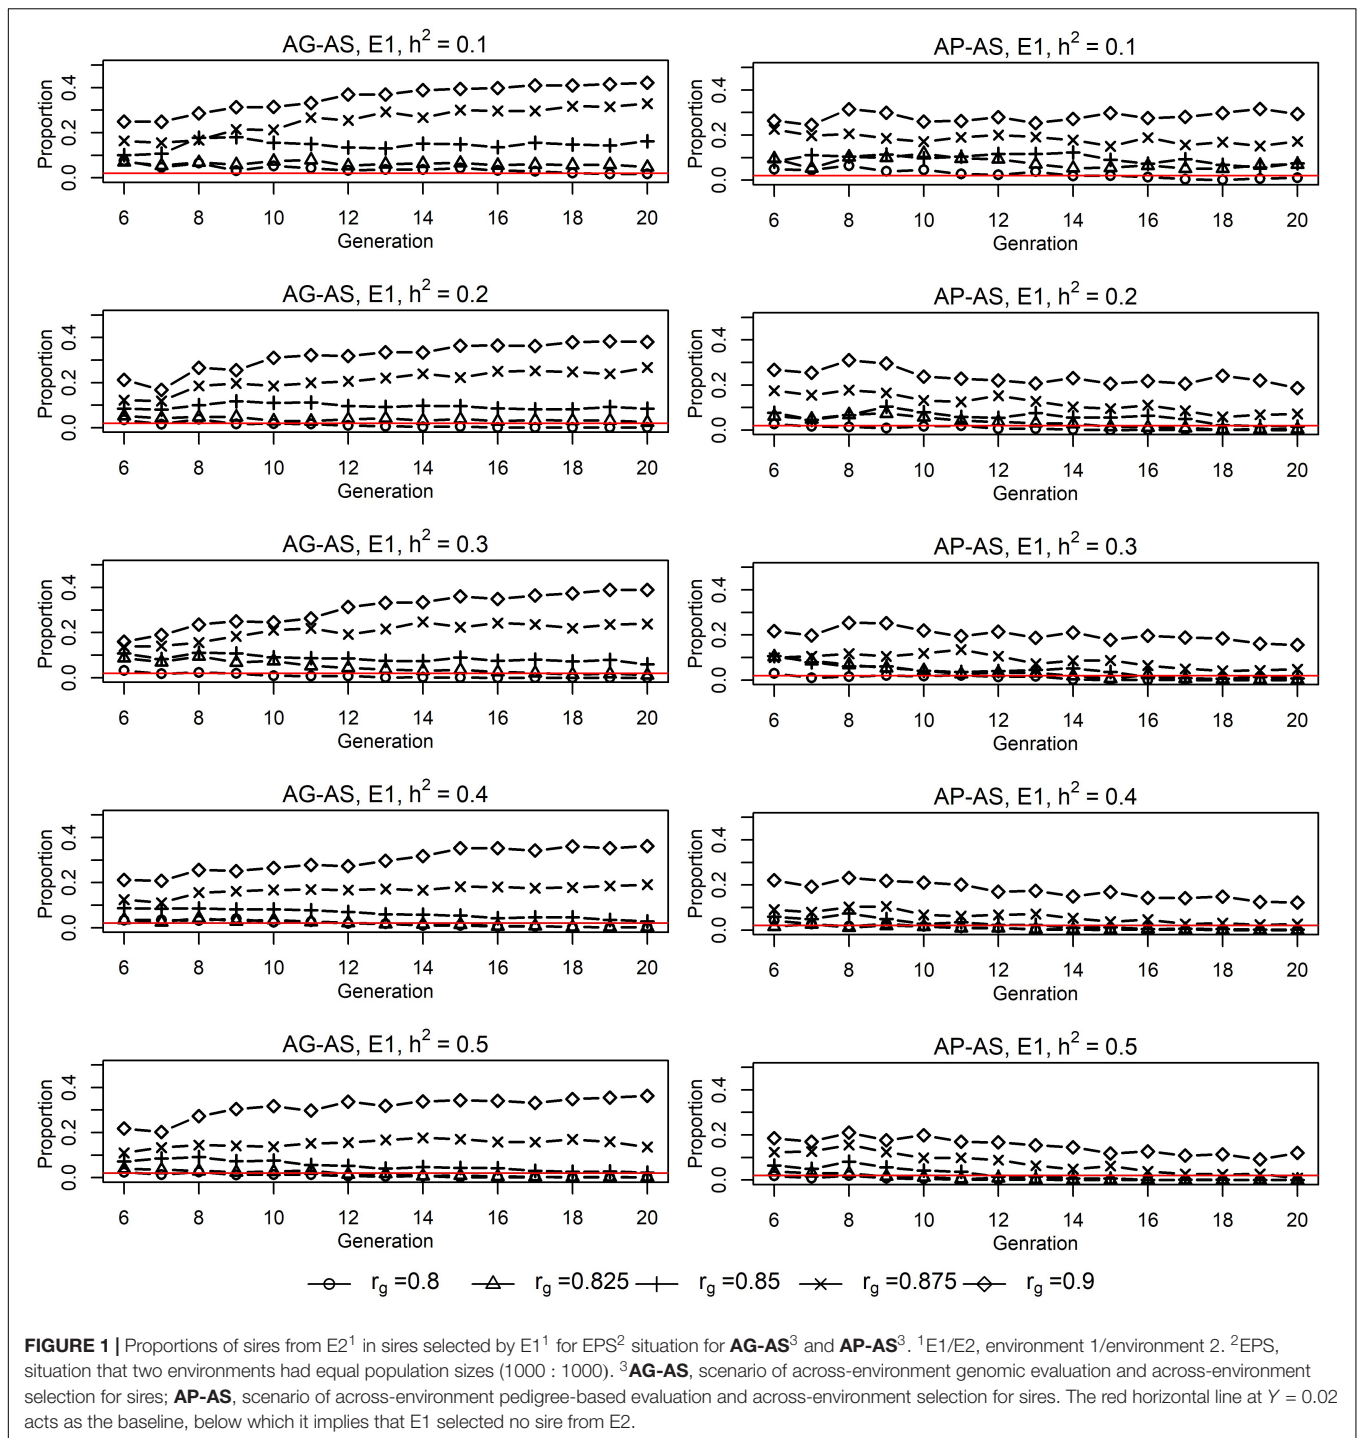 AG-AS, E1, h² = 0.1
Proportion
0.0 0.2 0.4
6 8 10 12 14 16 18 20
Generation
AP-AS, E1, h² = 0.1
Proportion
0.0 0.2 0.4
6 8 10 12 14 16 18 20
Genration
AG-AS, E1, h² = 0.2
Proportion
0.0 0.2 0.4
6 8 10 12 14 16 18 20
Generation
AP-AS, E1, h² = 0.2
Proportion
0.0 0.2 0.4
6 8 10 12 14 16 18 20
Genration
AG-AS, E1, h² = 0.3
Proportion
0.0 0.2 0.4
6 8 10 12 14 16 18 20
Generation
AP-AS, E1, h² = 0.3
Proportion
0.0 0.2 0.4
6 8 10 12 14 16 18 20
Genration
AG-AS, E1, h² = 0.4
Proportion
0.0 0.2 0.4
6 8 10 12 14 16 18 20
Generation
AP-AS, E1, h² = 0.4
Proportion
0.0 0.2 0.4
6 8 10 12 14 16 18 20
Genration
AG-AS, E1, h² = 0.5
Proportion
0.0 0.2 0.4
6 8 10 12 14 16 18 20
Generation
AP-AS, E1, h² = 0.5
Proportion
0.0 0.2 0.4
6 8 10 12 14 16 18 20
Genration
r_g =0.8 r_g =0.825 r_g =0.85 r_g =0.875 r_g =0.9
FIGURE 1 | Proportions of sires from E2¹ in sires selected by E1¹ for EPS² situation for AG-AS³ and AP-AS³. ¹E1/E2, environment 1/environment 2. ²EPS,
situation that two environments had equal population sizes (1000 : 1000). ³AG-AS, scenario of across-environment genomic evaluation and across-environment
selection for sires; AP-AS, scenario of across-environment pedigree-based evaluation and across-environment selection for sires. The red horizontal line at Y = 0.02
acts as the baseline, below which it implies that E1 selected no sire from E2.